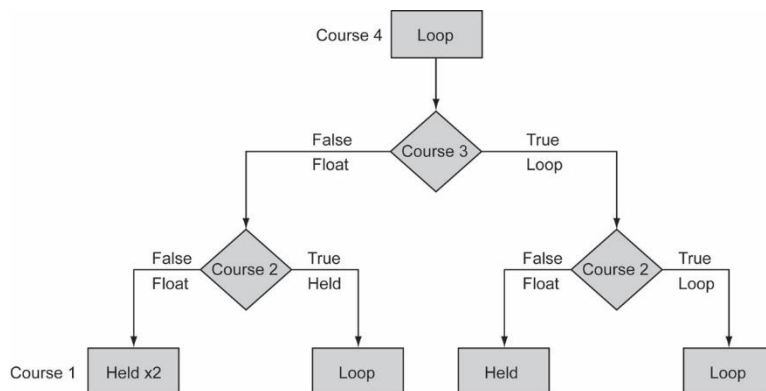 Course 4 Loop
False True
Course 3
Float Loop
False True False True
Course 2 Course 2
Float Held Float Loop
Course 1 Held x2 Loop Held Loop